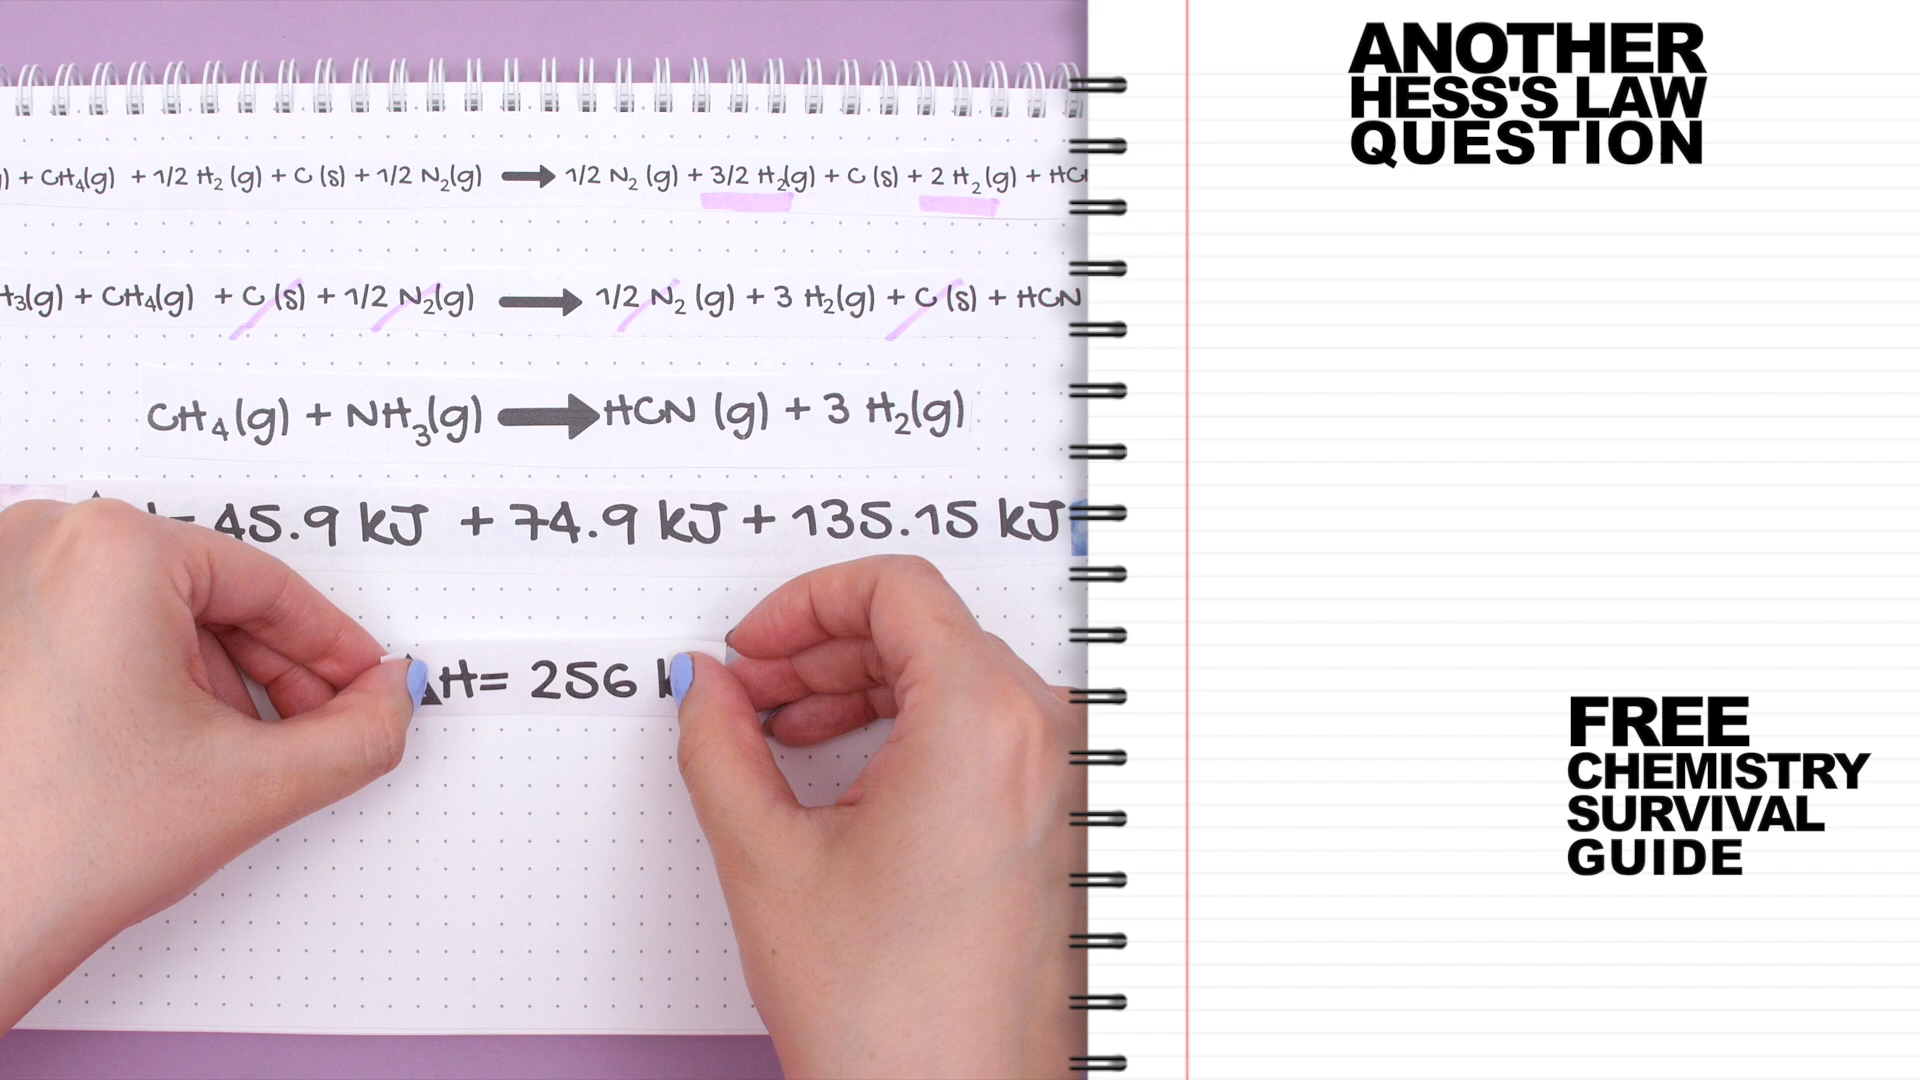 ) + CH₄(g) + 1/2 H₂ (g) + C (s) + 1/2 N₂(g) → 1/2 N₂ (g) + 3/2 H₂(g) + C (s) + 2 H₂(g) + HC
H₃(g) + CH₄(g) + C (s) + 1/2 N₂(g) → 1/2 N₂ (g) + 3 H₂(g) + C (s) + HCN
CH₄(g) + NH₃(g) → HCN (g) + 3 H₂(g)
= 45.9 kJ + 74.9 kJ + 135.15 kJ
ΔH= 256 k
ANOTHER
HESS'S LAW
QUESTION
FREE
CHEMISTRY
SURVIVAL
GUIDE